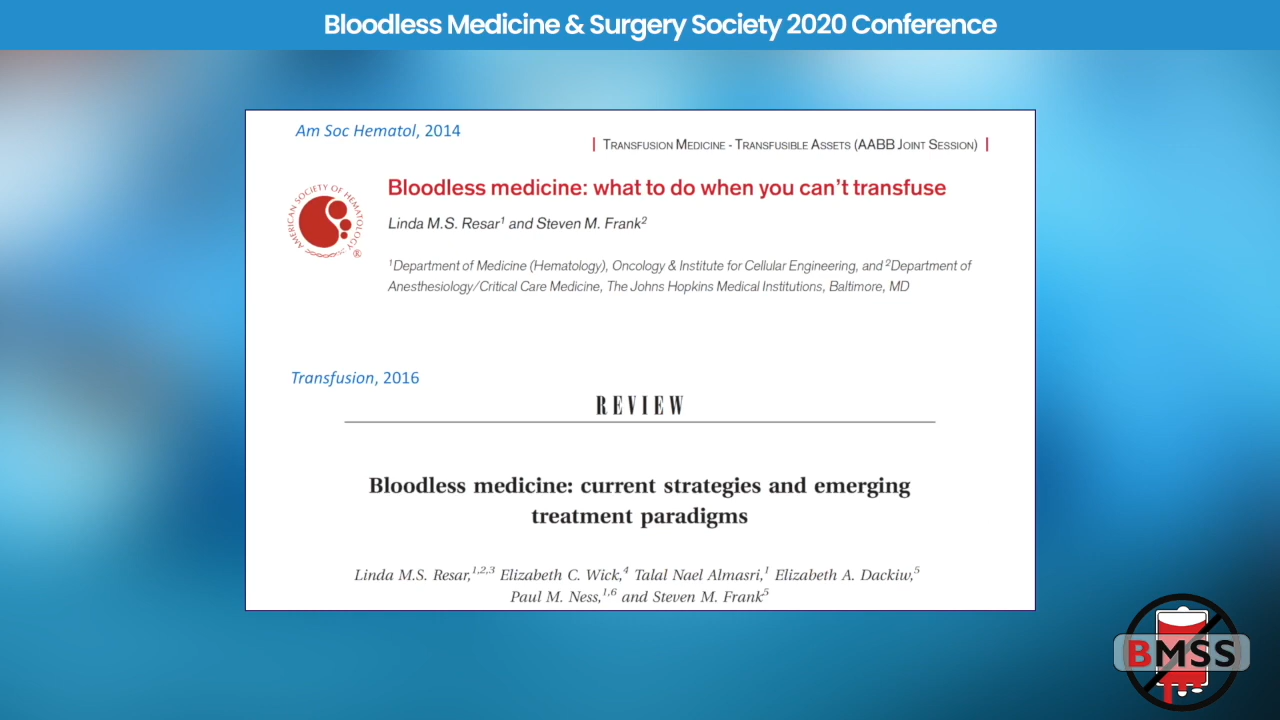 Bloodless Medicine & Surgery Society 2020 Conference
Am Soc Hematol, 2014
| TRANSFUSION MEDICINE - TRANSFUSIBLE ASSETS (AABB JOINT SESSION) |
AMERICAN SOCIETY OF HEMATOLOGY ®
Bloodless medicine: what to do when you can't transfuse
Linda M.S. Resar¹ and Steven M. Frank²
¹Department of Medicine (Hematology), Oncology & Institute for Cellular Engineering, and ²Department of
Anesthesiology/Critical Care Medicine, The Johns Hopkins Medical Institutions, Baltimore, MD
Transfusion, 2016
REVIEW
Bloodless medicine: current strategies and emerging
treatment paradigms
Linda M.S. Resar,¹,²,³ Elizabeth C. Wick,⁴ Talal Nael Almasri,¹ Elizabeth A. Dackiw,⁵
Paul M. Ness,¹,⁶ and Steven M. Frank⁵
BMSS